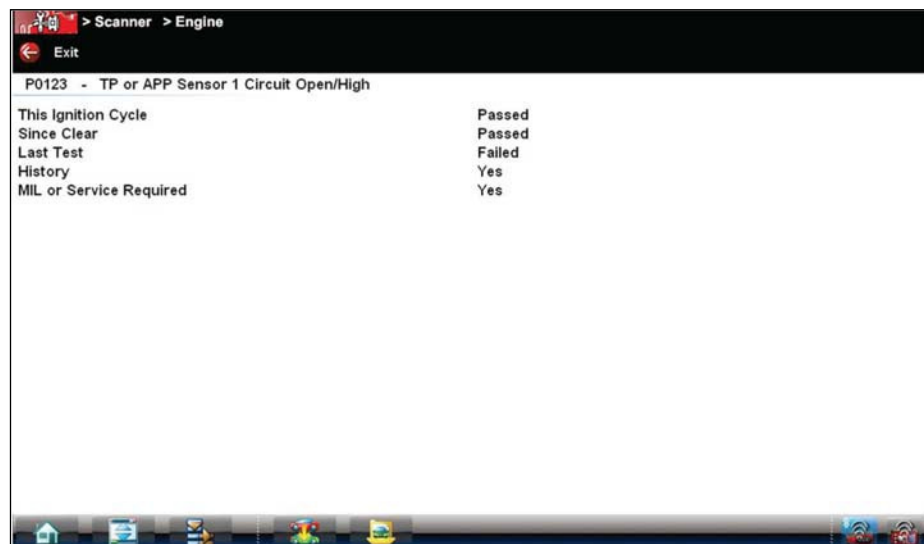 > Scanner > Engine
Exit
P0123 - TP or APP Sensor 1 Circuit Open/High
This Ignition Cycle Passed
Since Clear Passed
Last Test Failed
History Yes
MIL or Service Required Yes